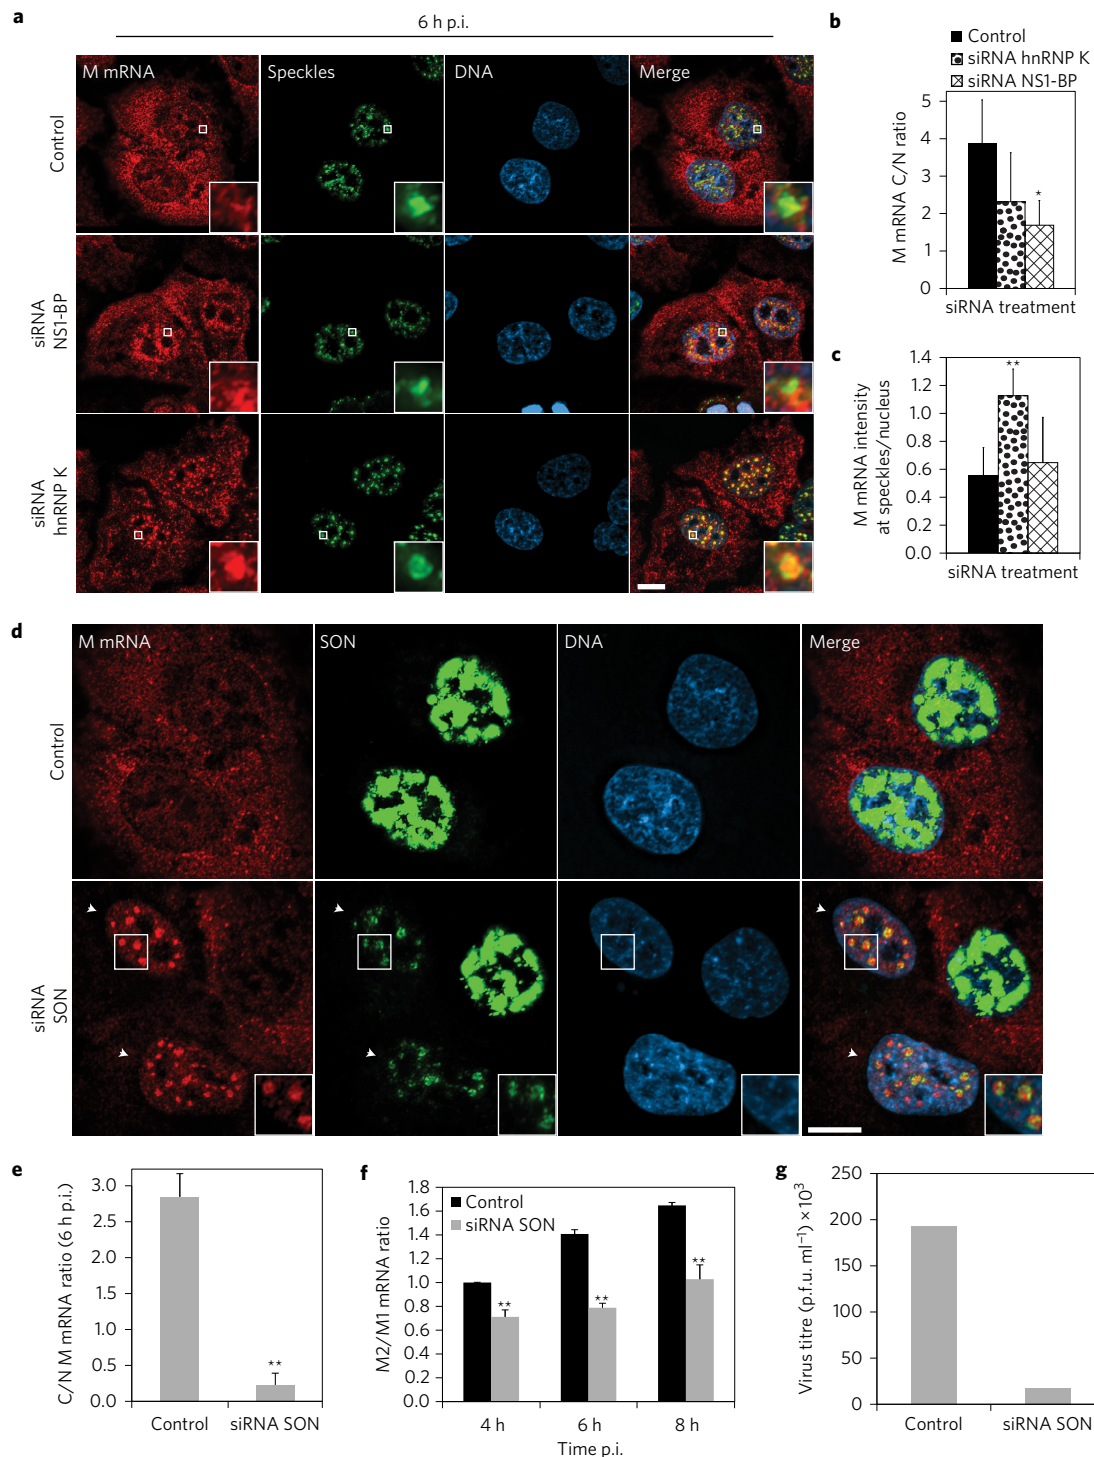 a
6 h p.i.
M mRNA
Speckles
DNA
Merge
Control
siRNA
NS1-BP
siRNA
hnRNP K
b
Control
siRNA hnRNP K
siRNA NS1-BP
M mRNA C/N ratio
5
4
3
2
1
0
*
siRNA treatment
c
M mRNA intensity
at speckles/nucleus
1.4
1.2
1.0
0.8
0.6
0.4
0.2
0.0
**
siRNA treatment
d
M mRNA
SON
DNA
Merge
Control
siRNA
SON
e
C/N M mRNA ratio (6 h p.i.)
3.0
2.5
2.0
1.5
1.0
0.5
0.0
**
Control
siRNA SON
f
M2/M1 mRNA ratio
1.8
1.6
1.4
1.2
1.0
0.8
0.6
0.4
0.2
0.0
Control
siRNA SON
**
**
**
4 h
6 h
8 h
Time p.i.
g
Virus titre (p.f.u. ml⁻¹) × 10³
250
200
150
100
50
0
Control
siRNA SON